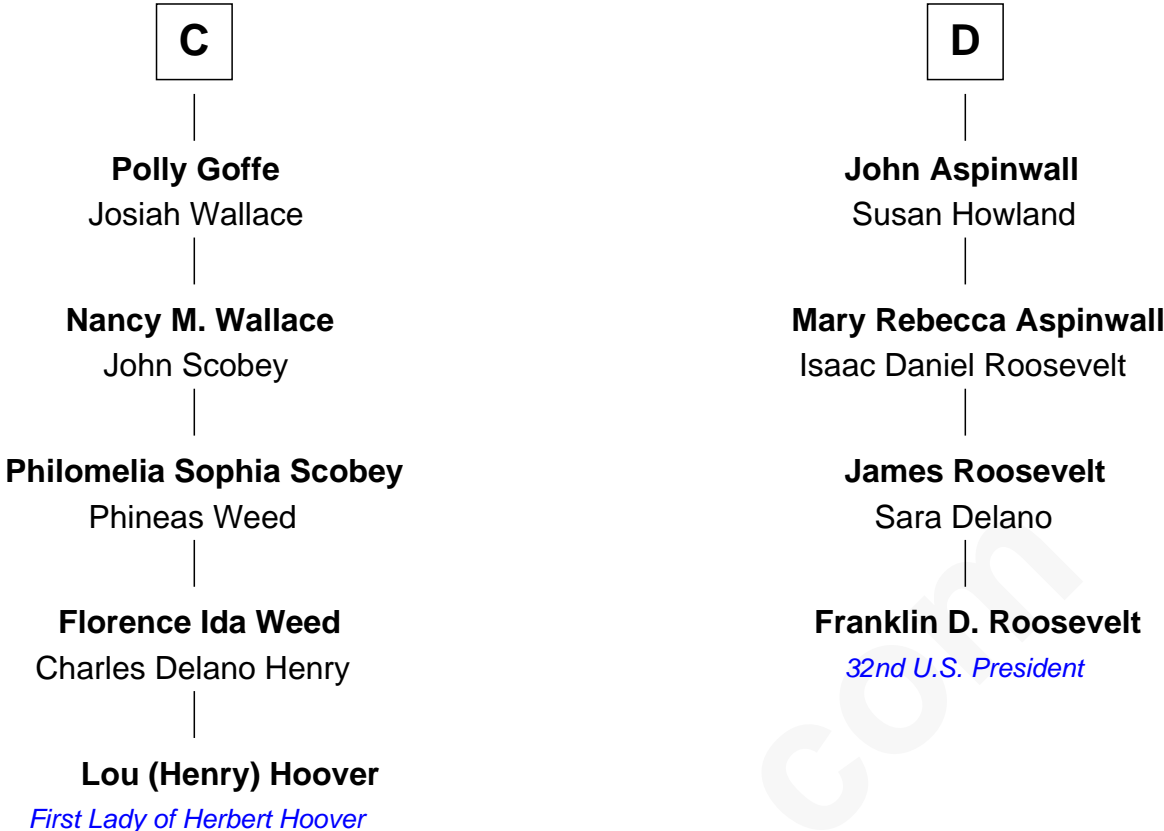 C
Polly Goffe
Josiah Wallace
Nancy M. Wallace
John Scobey
Philomelia Sophia Scobey
Phineas Weed
Florence Ida Weed
Charles Delano Henry
Lou (Henry) Hoover
First Lady of Herbert Hoover
D
John Aspinwall
Susan Howland
Mary Rebecca Aspinwall
Isaac Daniel Roosevelt
James Roosevelt
Sara Delano
Franklin D. Roosevelt
32nd U.S. President
com